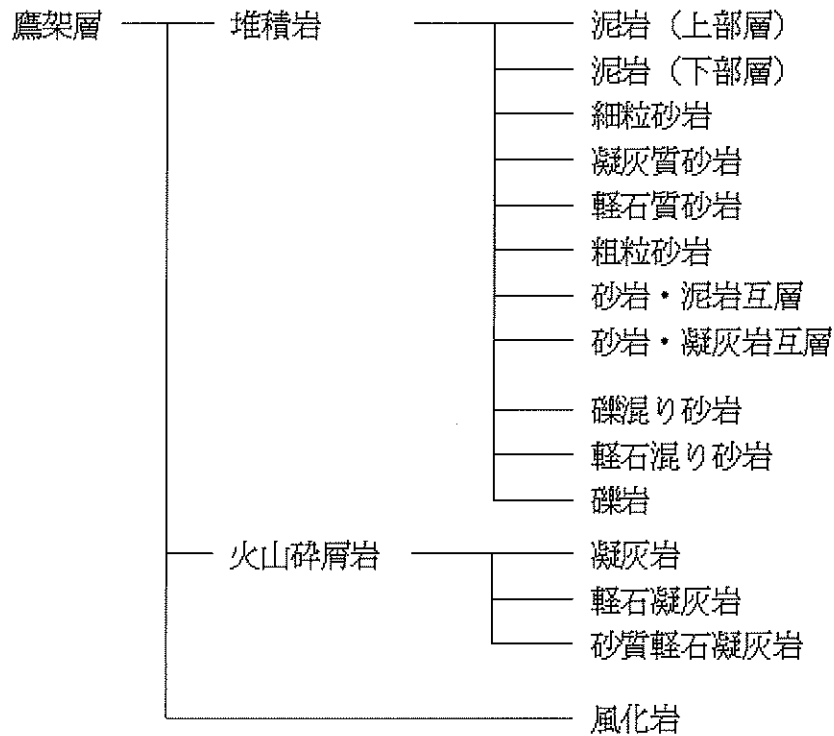 鷹架層 堆積岩 泥岩（上部層）
泥岩（下部層）
細粒砂岩
凝灰質砂岩
軽石質砂岩
粗粒砂岩
砂岩・泥岩互層
砂岩・凝灰岩互層
礫混り砂岩
軽石混り砂岩
礫岩
火山砕屑岩 凝灰岩
軽石凝灰岩
砂質軽石凝灰岩
風化岩